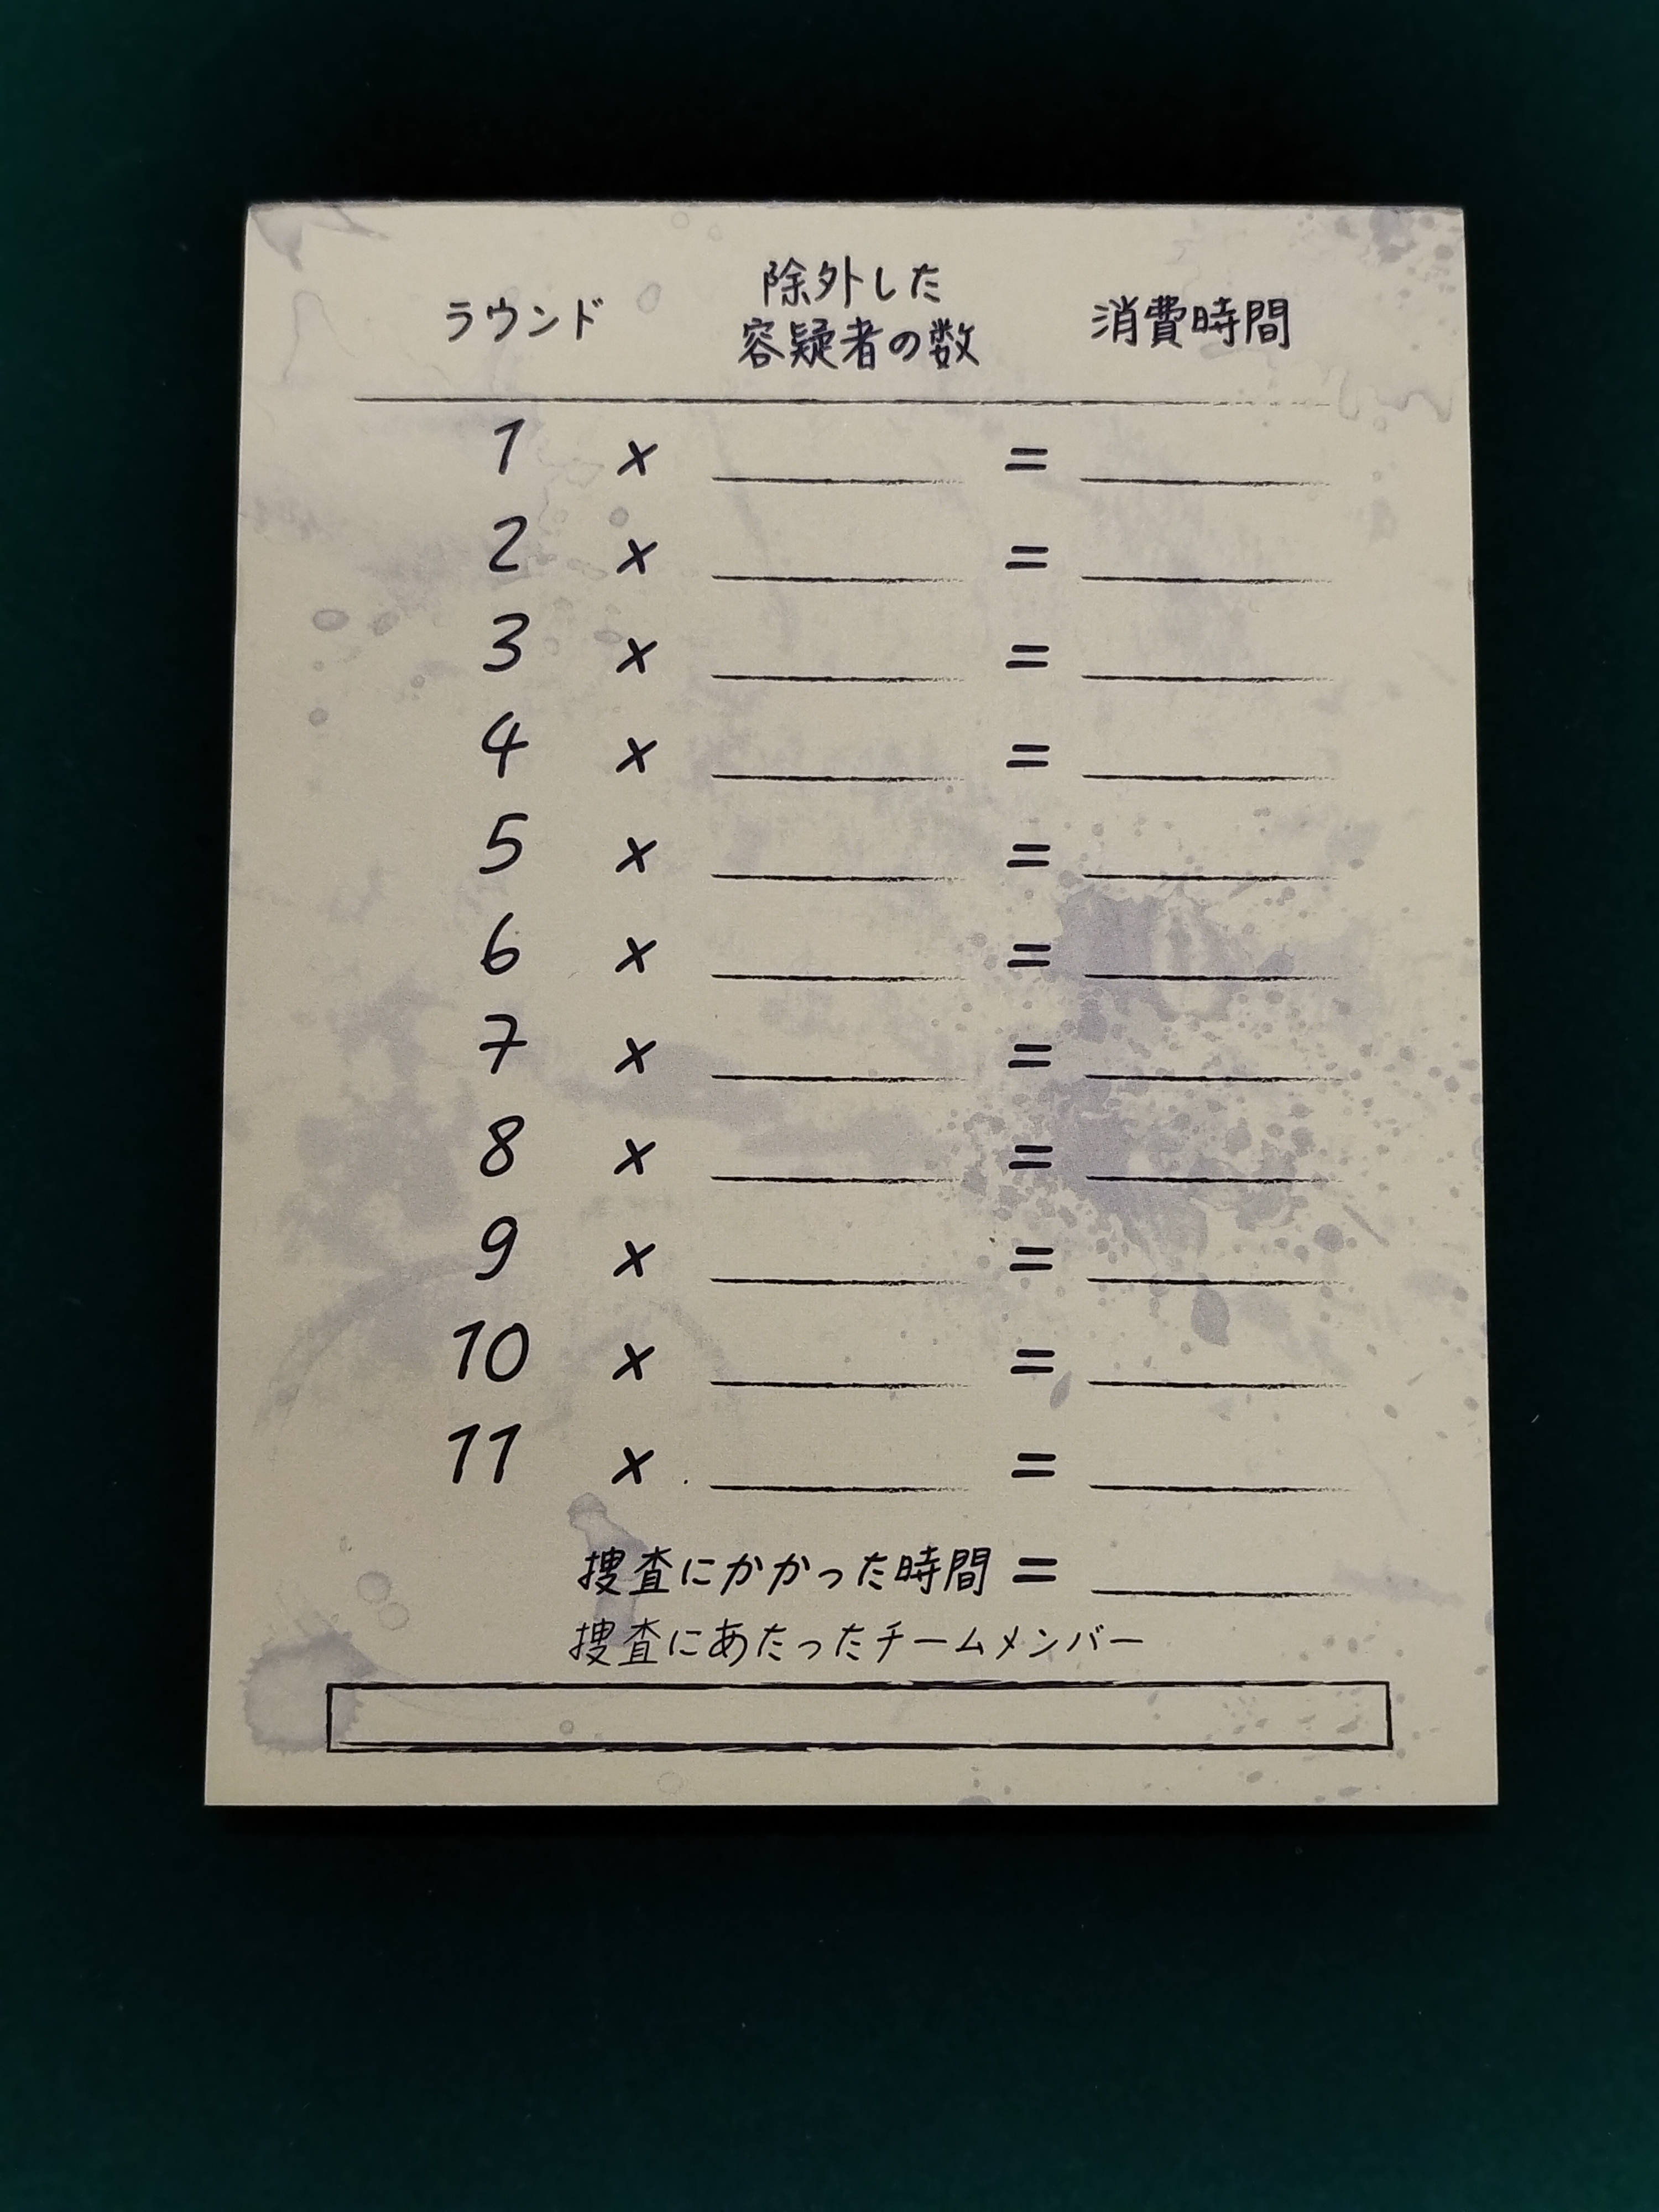 ラウンド 除外した容疑者の数 消費時間
1 × =
2 × =
3 × =
4 × =
5 × =
6 × =
7 × =
8 × =
9 × =
10 × =
11 × =
捜査にかかった時間 =
捜査にあたったチームメンバー